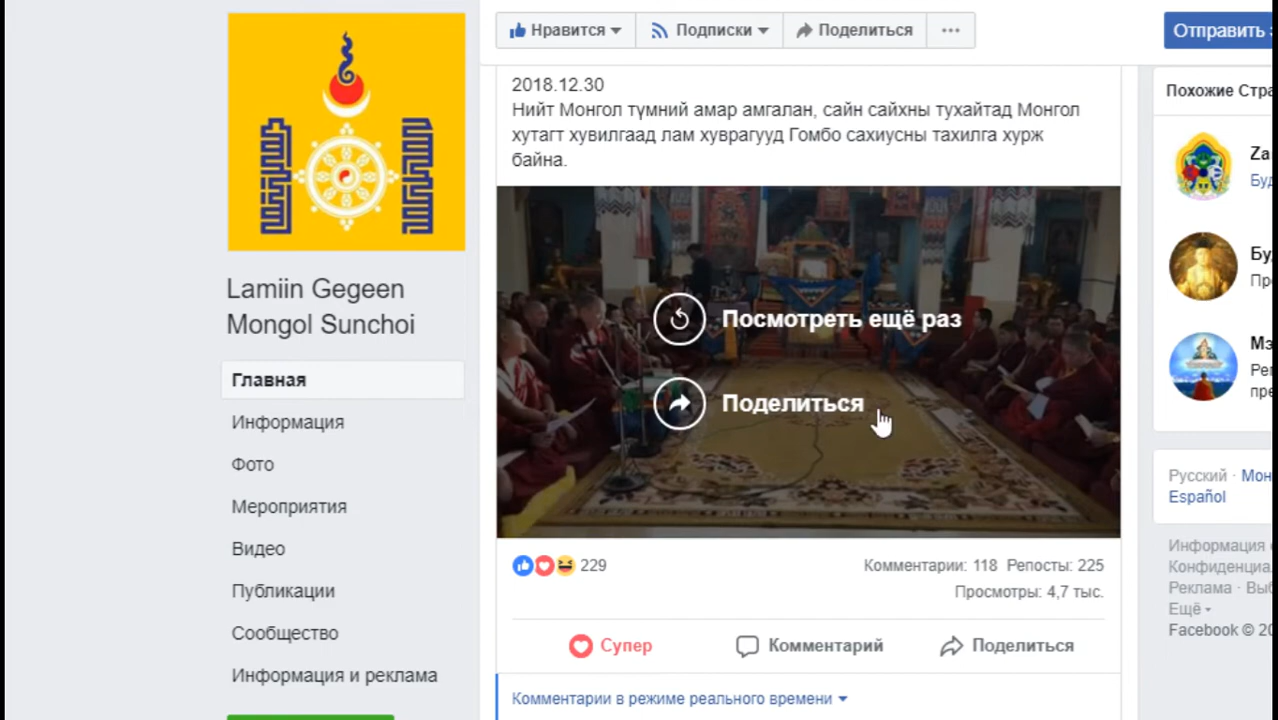 Нравится
Подписки
Поделиться
Отправить
2018.12.30
Нийт Монгол түмний амар амгалан, сайн сайхны тухайтад Монгол
хутагт хувилгаад лам хуврагууд Гомбо сахиусны тахилга хурж
байна.
Lamiin Gegeen
Mongol Sunchoi
Главная
Информация
Фото
Мероприятия
Видео
Публикации
Сообщество
Информация и реклама
Посмотреть ещё раз
Поделиться
229
Комментарии: 118 Репосты: 225
Просмотры: 4,7 тыс.
Супер
Комментарий
Поделиться
Комментарии в режиме реального времени
Похожие
Русский ·
Español
Информация
Реклама ·
Ещё
Facebook ©